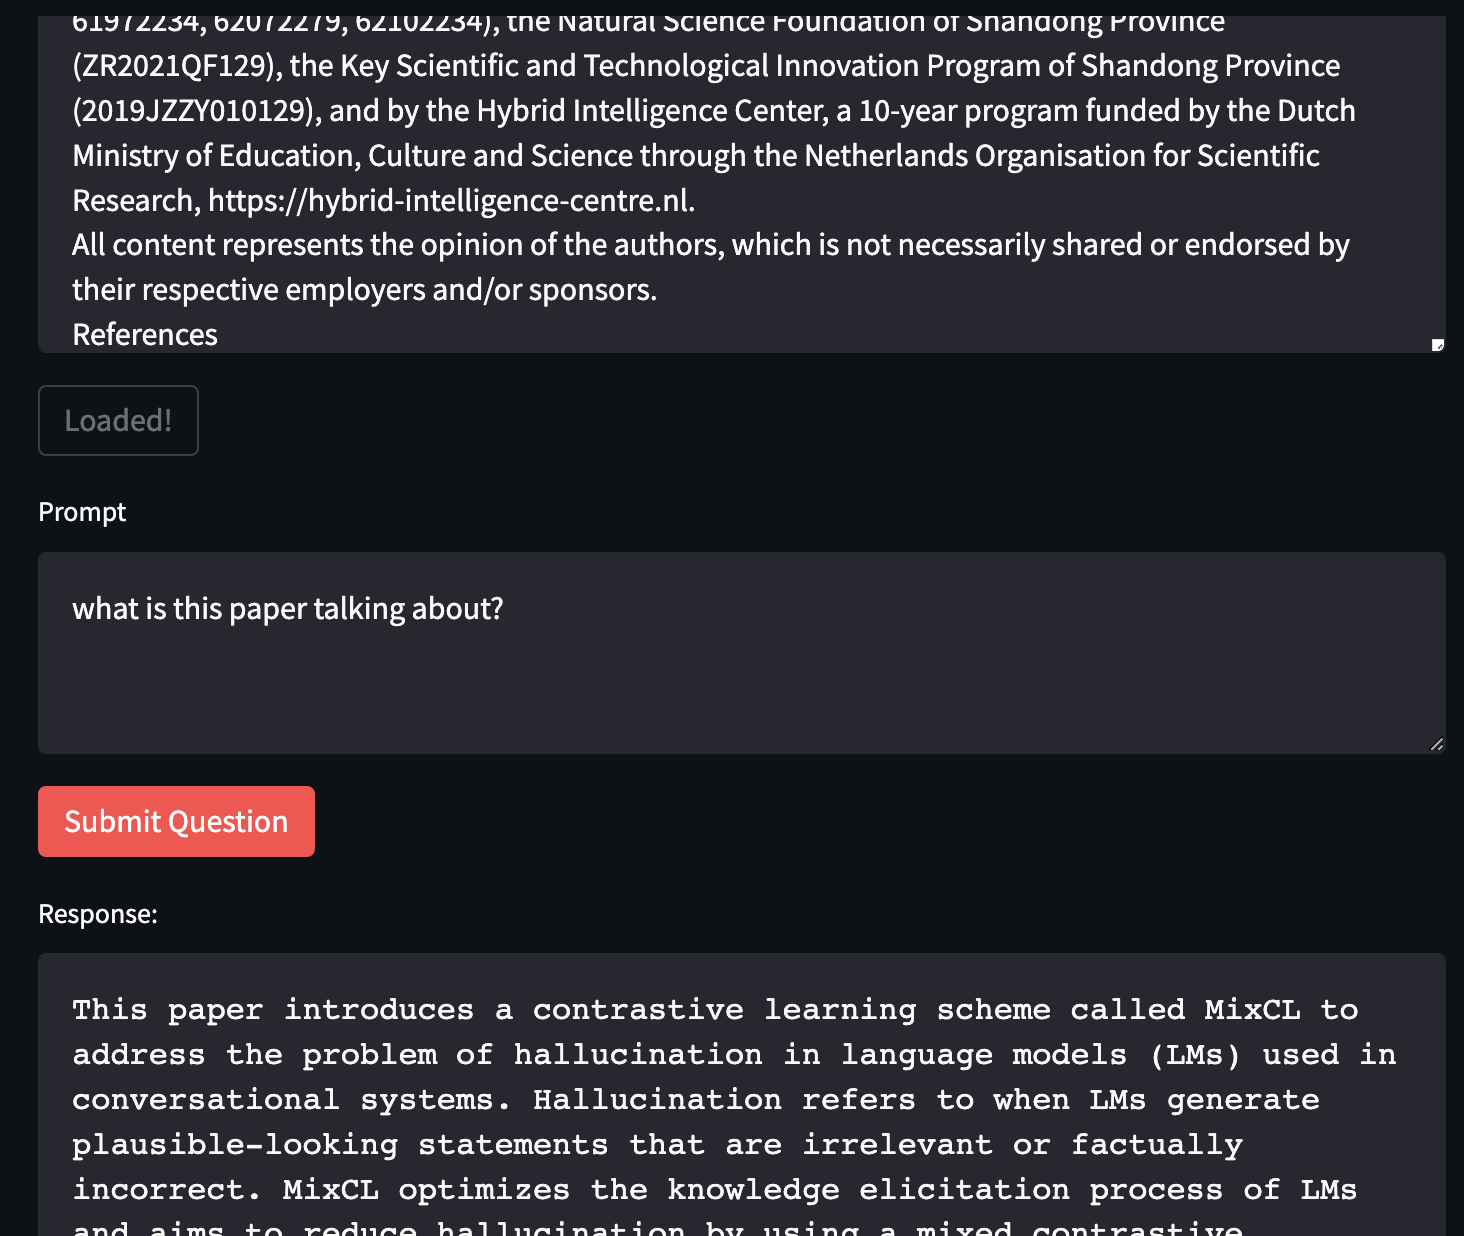 61972234, 62072279, 62102234), the Natural Science Foundation of Shandong Province
(ZR2021QF129), the Key Scientific and Technological Innovation Program of Shandong Province
(2019JZZY010129), and by the Hybrid Intelligence Center, a 10-year program funded by the Dutch
Ministry of Education, Culture and Science through the Netherlands Organisation for Scientific
Research, https://hybrid-intelligence-centre.nl.
All content represents the opinion of the authors, which is not necessarily shared or endorsed by
their respective employers and/or sponsors.
References
Loaded!
Prompt
what is this paper talking about?
Submit Question
Response:
This paper introduces a contrastive learning scheme called MixCL to
address the problem of hallucination in language models (LMs) used in
conversational systems. Hallucination refers to when LMs generate
plausible-looking statements that are irrelevant or factually
incorrect. MixCL optimizes the knowledge elicitation process of LMs
and aims to reduce hallucination by using a mixed contrastive